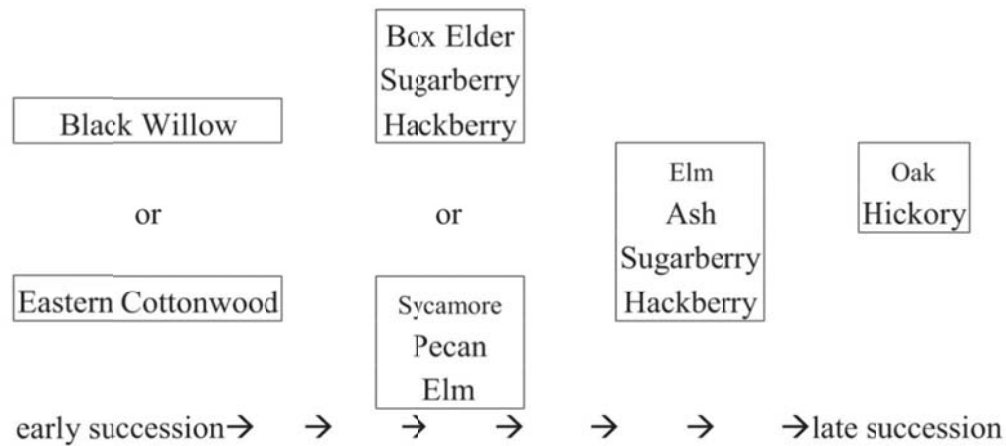 Black Willow
or
Eastern Cottonwood
Box Elder
Sugarberry
Hackberry
or
Sycamore
Pecan
Elm
Elm
Ash
Sugarberry
Hackberry
Oak
Hickory
early succession→ → → → → → →late succession